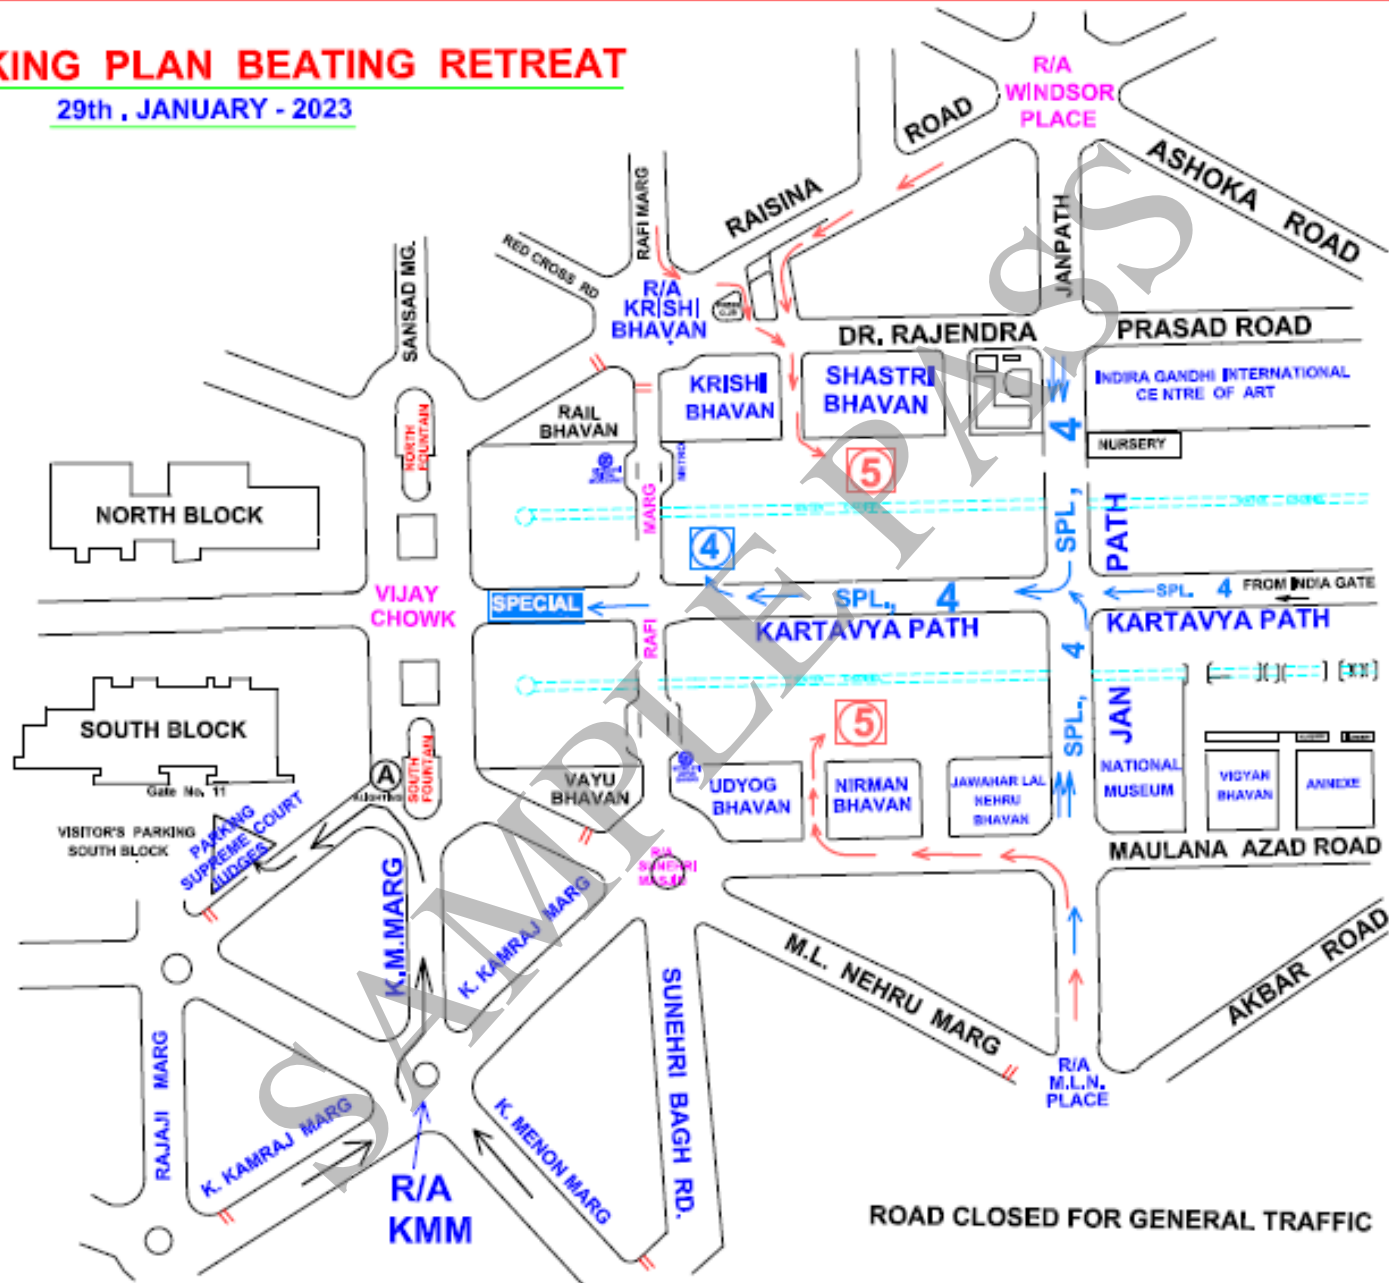 KING PLAN BEATING RETREAT
29th . JANUARY - 2023
R/A
WINDSOR
PLACE
ROAD
ASHOKA ROAD
RAISINA
RAFI MARG
JANPATH
RED CROSS RD
SANSAD MG.
R/A
KRISHI
BHAVAN
DR. RAJENDRA PRASAD ROAD
KRISHI
BHAVAN
SHASTRI
BHAVAN
INDIRA GANDHI INTERNATIONAL
CENTRE OF ART
RAIL
BHAVAN
NORTH
FOUNTAIN
4
NURSERY
METRO
5
NORTH BLOCK
MARG
SPL.,
PATH
4
VIJAY
CHOWK
SPECIAL
SPL., 4
SPL. 4
FROM INDIA GATE
KARTAVYA PATH
KARTAVYA PATH
RAFI
4
SPL.,
JAN
5
SOUTH BLOCK
SOUTH
FOUNTAIN
A
ALIGHTING
Gate No. 11
VAYU
BHAVAN
UDYOG
BHAVAN
NIRMAN
BHAVAN
JAWAHAR LAL
NEHRU
BHAVAN
NATIONAL
MUSEUM
VIGYAN
BHAVAN
ANNEXE
VISITOR'S PARKING
SOUTH BLOCK
PARKING
SUPREME COURT
JUDGES
R/A
SUNEHRI
MASJID
MAULANA AZAD ROAD
K.M.MARG
K. KAMRAJ MARG
M.L. NEHRU MARG
AKBAR ROAD
SUNEHRI BAGH RD.
RAJAJI MARG
K. KAMRAJ MARG
K. MENON MARG
R/A
M.L.N.
PLACE
R/A
KMM
ROAD CLOSED FOR GENERAL TRAFFIC
SAMPLE PASS